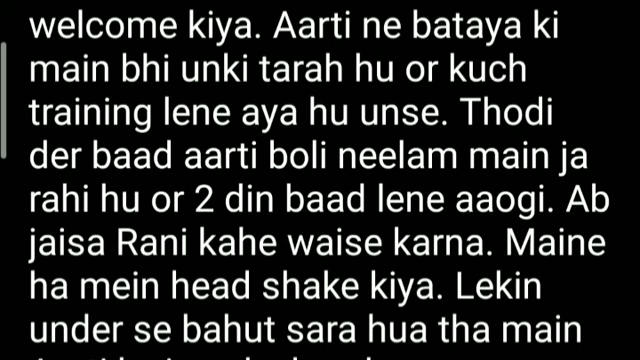 welcome kiya. Aarti ne bataya ki
main bhi unki tarah hu or kuch
training lene aya hu unse. Thodi
der baad aarti boli neelam main ja
rahi hu or 2 din baad lene aaogi. Ab
jaisa Rani kahe waise karna. Maine
ha mein head shake kiya. Lekin
under se bahut sara hua tha main